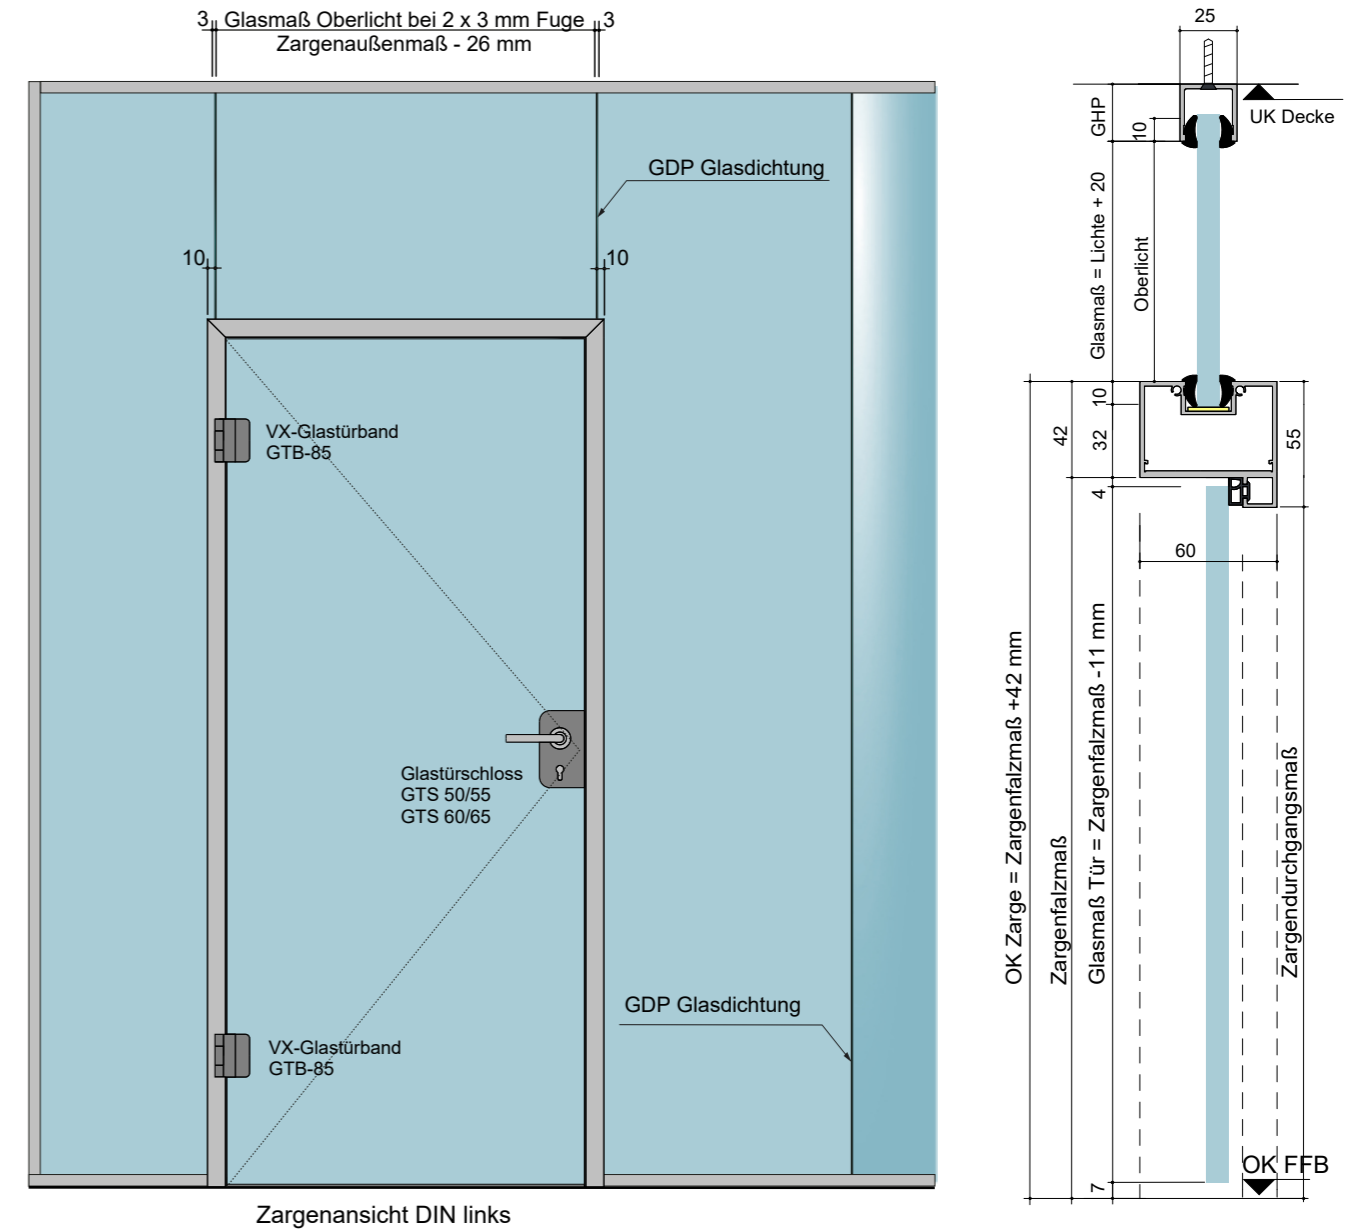 3 Glasmaß Oberlicht bei 2 x 3 mm Fuge 3
Zargenaußenmaß - 26 mm
GDP Glasdichtung
10
10
VX-Glastürband
GTB-85
Glastürschloss
GTS 50/55
GTS 60/65
GDP Glasdichtung
VX-Glastürband
GTB-85
Zargenansicht DIN links
25
UK Decke
GHP
10
Glasmaß = Lichte + 20
Oberlicht
10
42
32
55
4
60
OK Zarge = Zargenfalzmaß +42 mm
Zargenfalzmaß
Glasmaß Tür = Zargenfalzmaß -11 mm
Zargendurchgangsmaß
OK FFB
7